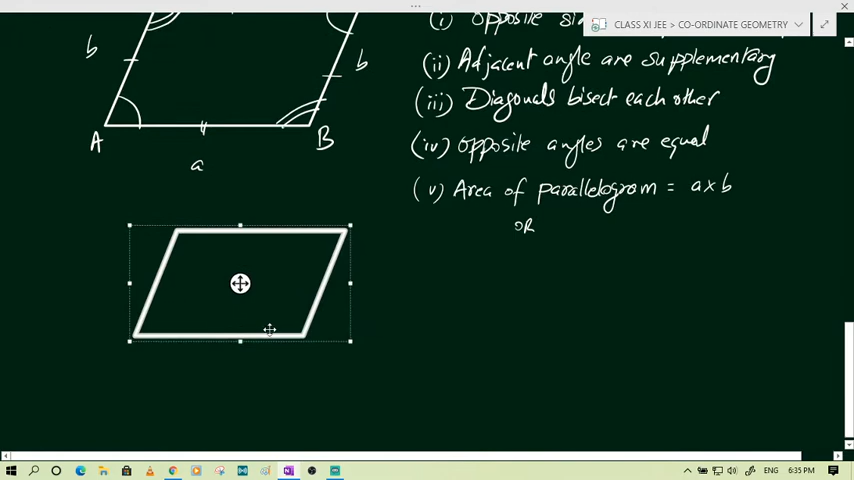 CLASS XI JEE > CO-ORDINATE GEOMETRY
(i) opposite
(ii) Adjacent angle are supplementary
(iii) Diagonals bisect each other
(iv) opposite angles are equal
(v) Area of parallelogram = a x b
OR
b
b
A
B
a
ENG
6:35 PM